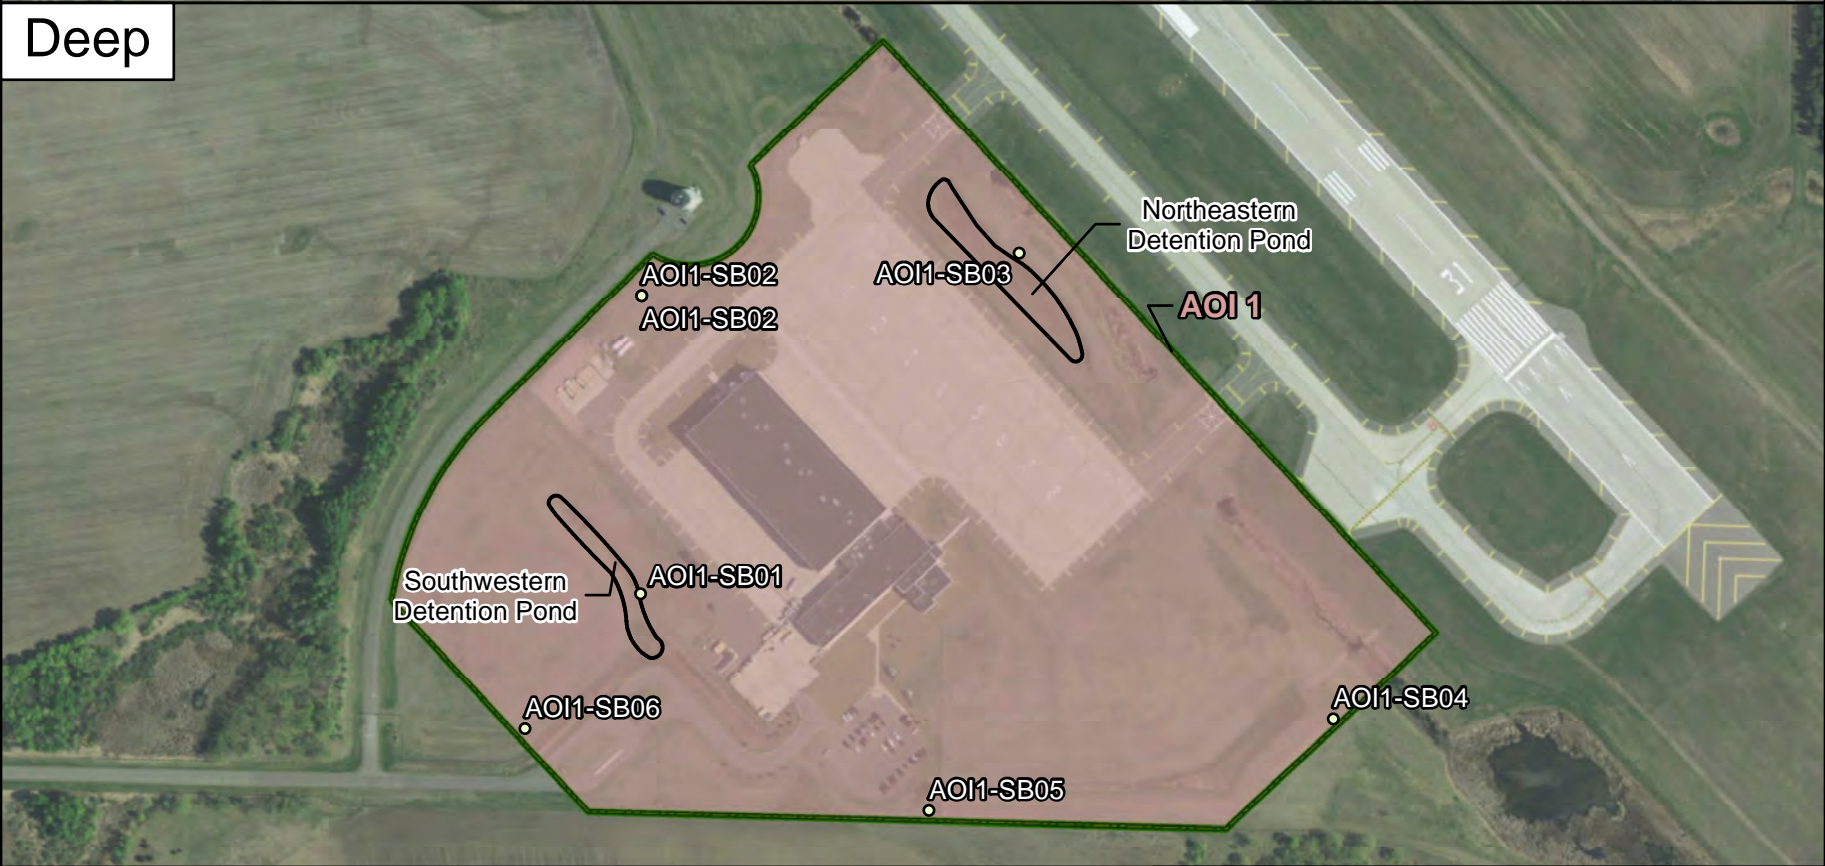 Deep
Northeastern
Detention Pond
AOI1-SB02
AOI1-SB03
AOI 1
AOI1-SB02
31
Southwestern
Detention Pond
AOI1-SB01
AOI1-SB06
AOI1-SB04
AOI1-SB05